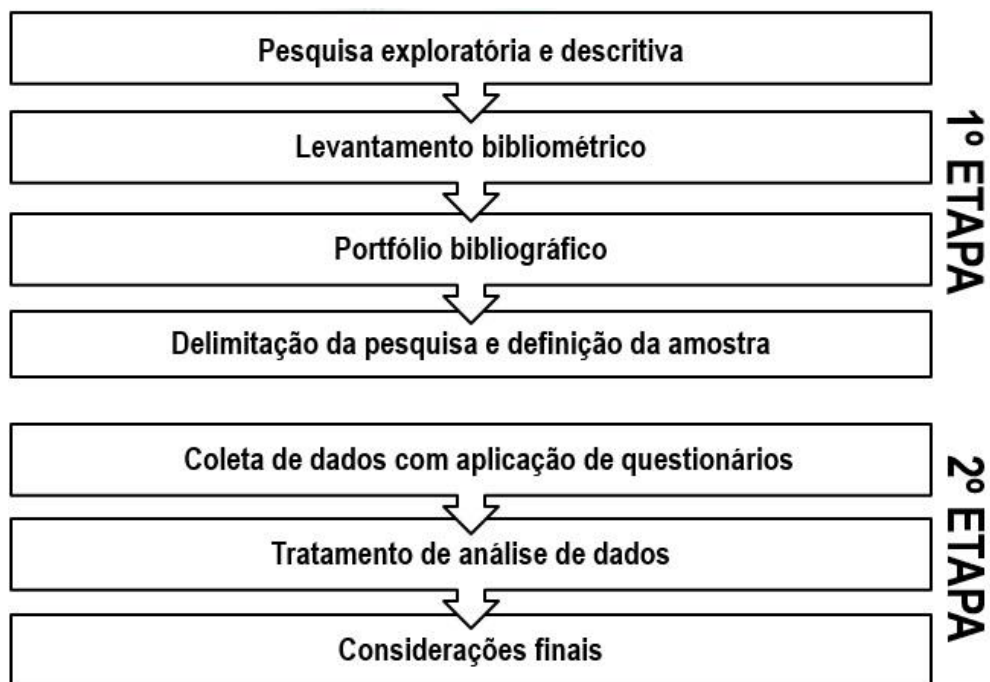 Pesquisa exploratória e descritiva
Levantamento bibliométrico
Portfólio bibliográfico
Delimitação da pesquisa e definição da amostra
1º ETAPA
Coleta de dados com aplicação de questionários
Tratamento de análise de dados
Considerações finais
2º ETAPA